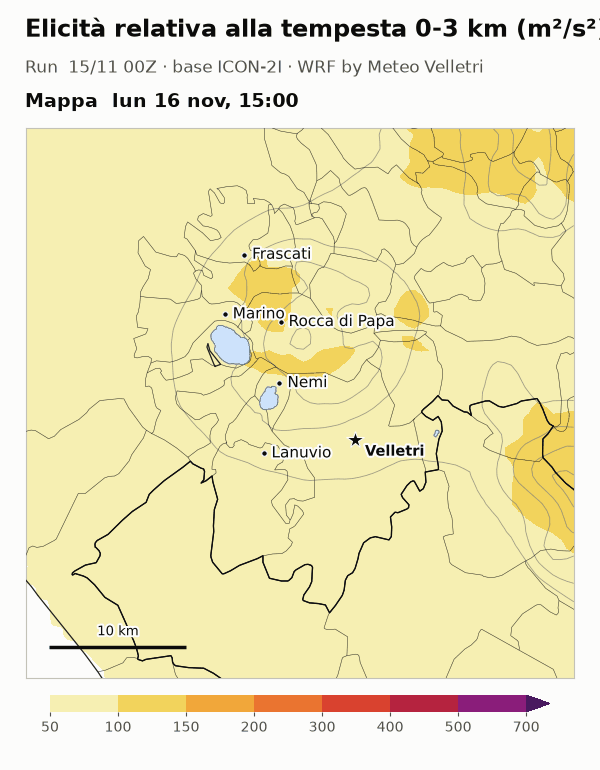 Elicità relativa alla tempesta 0-3 km (m²/s²)
Run  15/11 00Z · base ICON-2I · WRF by Meteo Velletri
Mappa  lun 16 nov, 15:00
Frascati
Marino
Rocca di Papa
Nemi
Velletri
Lanuvio
10 km
50 100 150 200 300 400 500 700